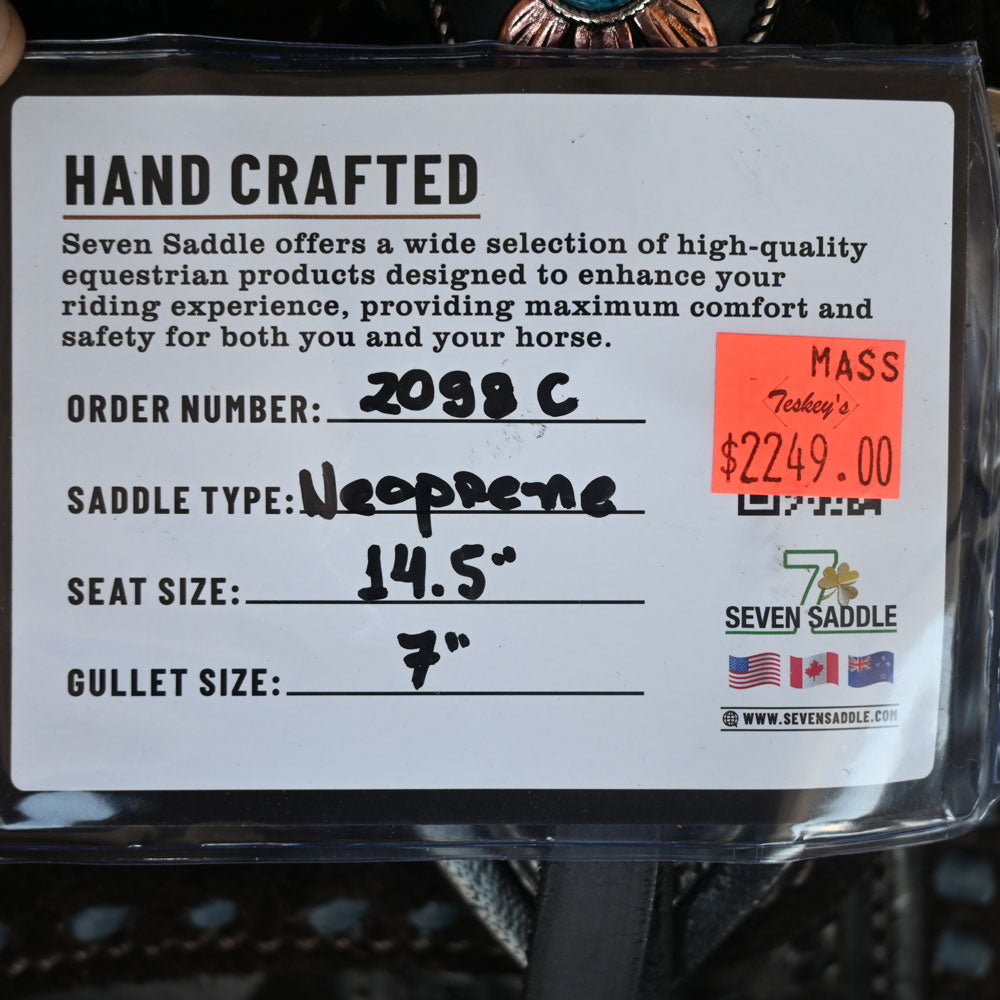 HAND CRAFTED
Seven Saddle offers a wide selection of high-quality
equestrian products designed to enhance your
riding experience, providing maximum comfort and
safety for both you and your horse.
ORDER NUMBER: 2098 C
SADDLE TYPE: Neoprene
SEAT SIZE: 14.5"
GULLET SIZE: 7"
MASS
Teskey's
$2249.00
7
SEVEN SADDLE
WWW.SEVENSADDLE.COM